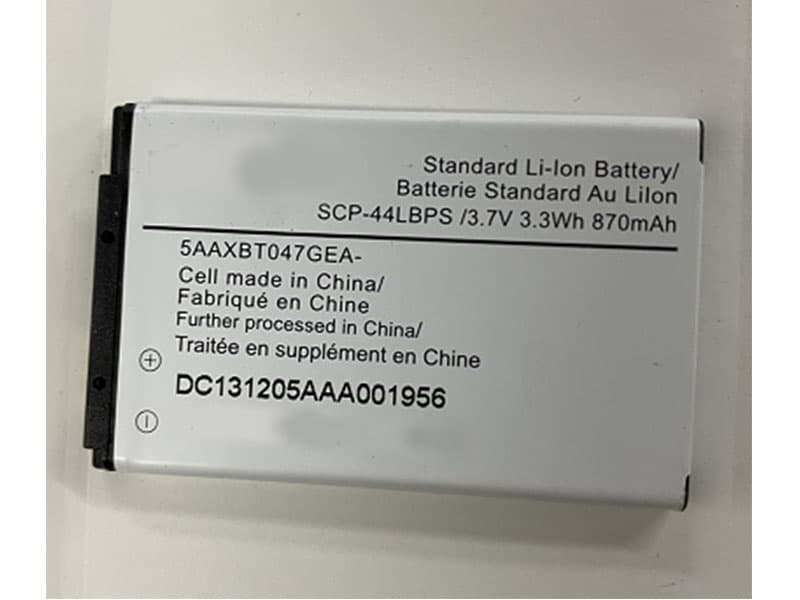 Standard Li-Ion Battery/
Batterie Standard Au LiIon
SCP-44LBPS /3.7V 3.3Wh 870mAh
5AAXBT047GEA-
Cell made in China/
Fabriqué en Chine
Further processed in China/
Traitée en supplément en Chine
DC131205AAA001956